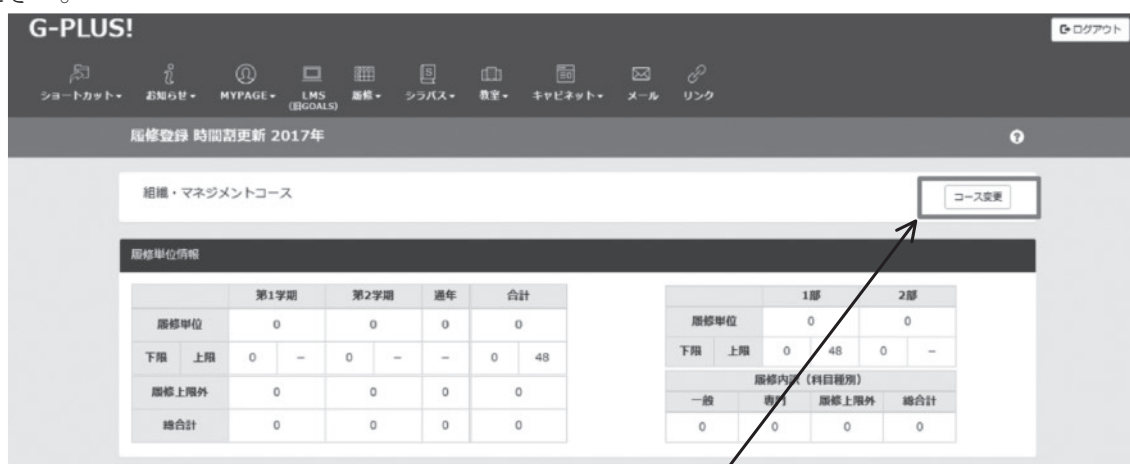 G-PLUS!
ログアウト
ショートカット お知らせ MYPAGE LMS 履修 シラバス 教室 キャビネット メール リンク
(旧GOALS)
履修登録 時間割更新 2017年
組織・マネジメントコース
コース変更
履修単位情報
第1学期 第2学期 通年 合計
履修単位 0 0 0 0
下限 上限 0 − 0 − − 0 48
履修上限外 0 0 0 0
総合計 0 0 0 0
1部 2部
履修単位 0 0
下限 上限 0 48 0 −
履修内訳（科目種別）
一般 専門 履修上限外 総合計
0 0 0 0